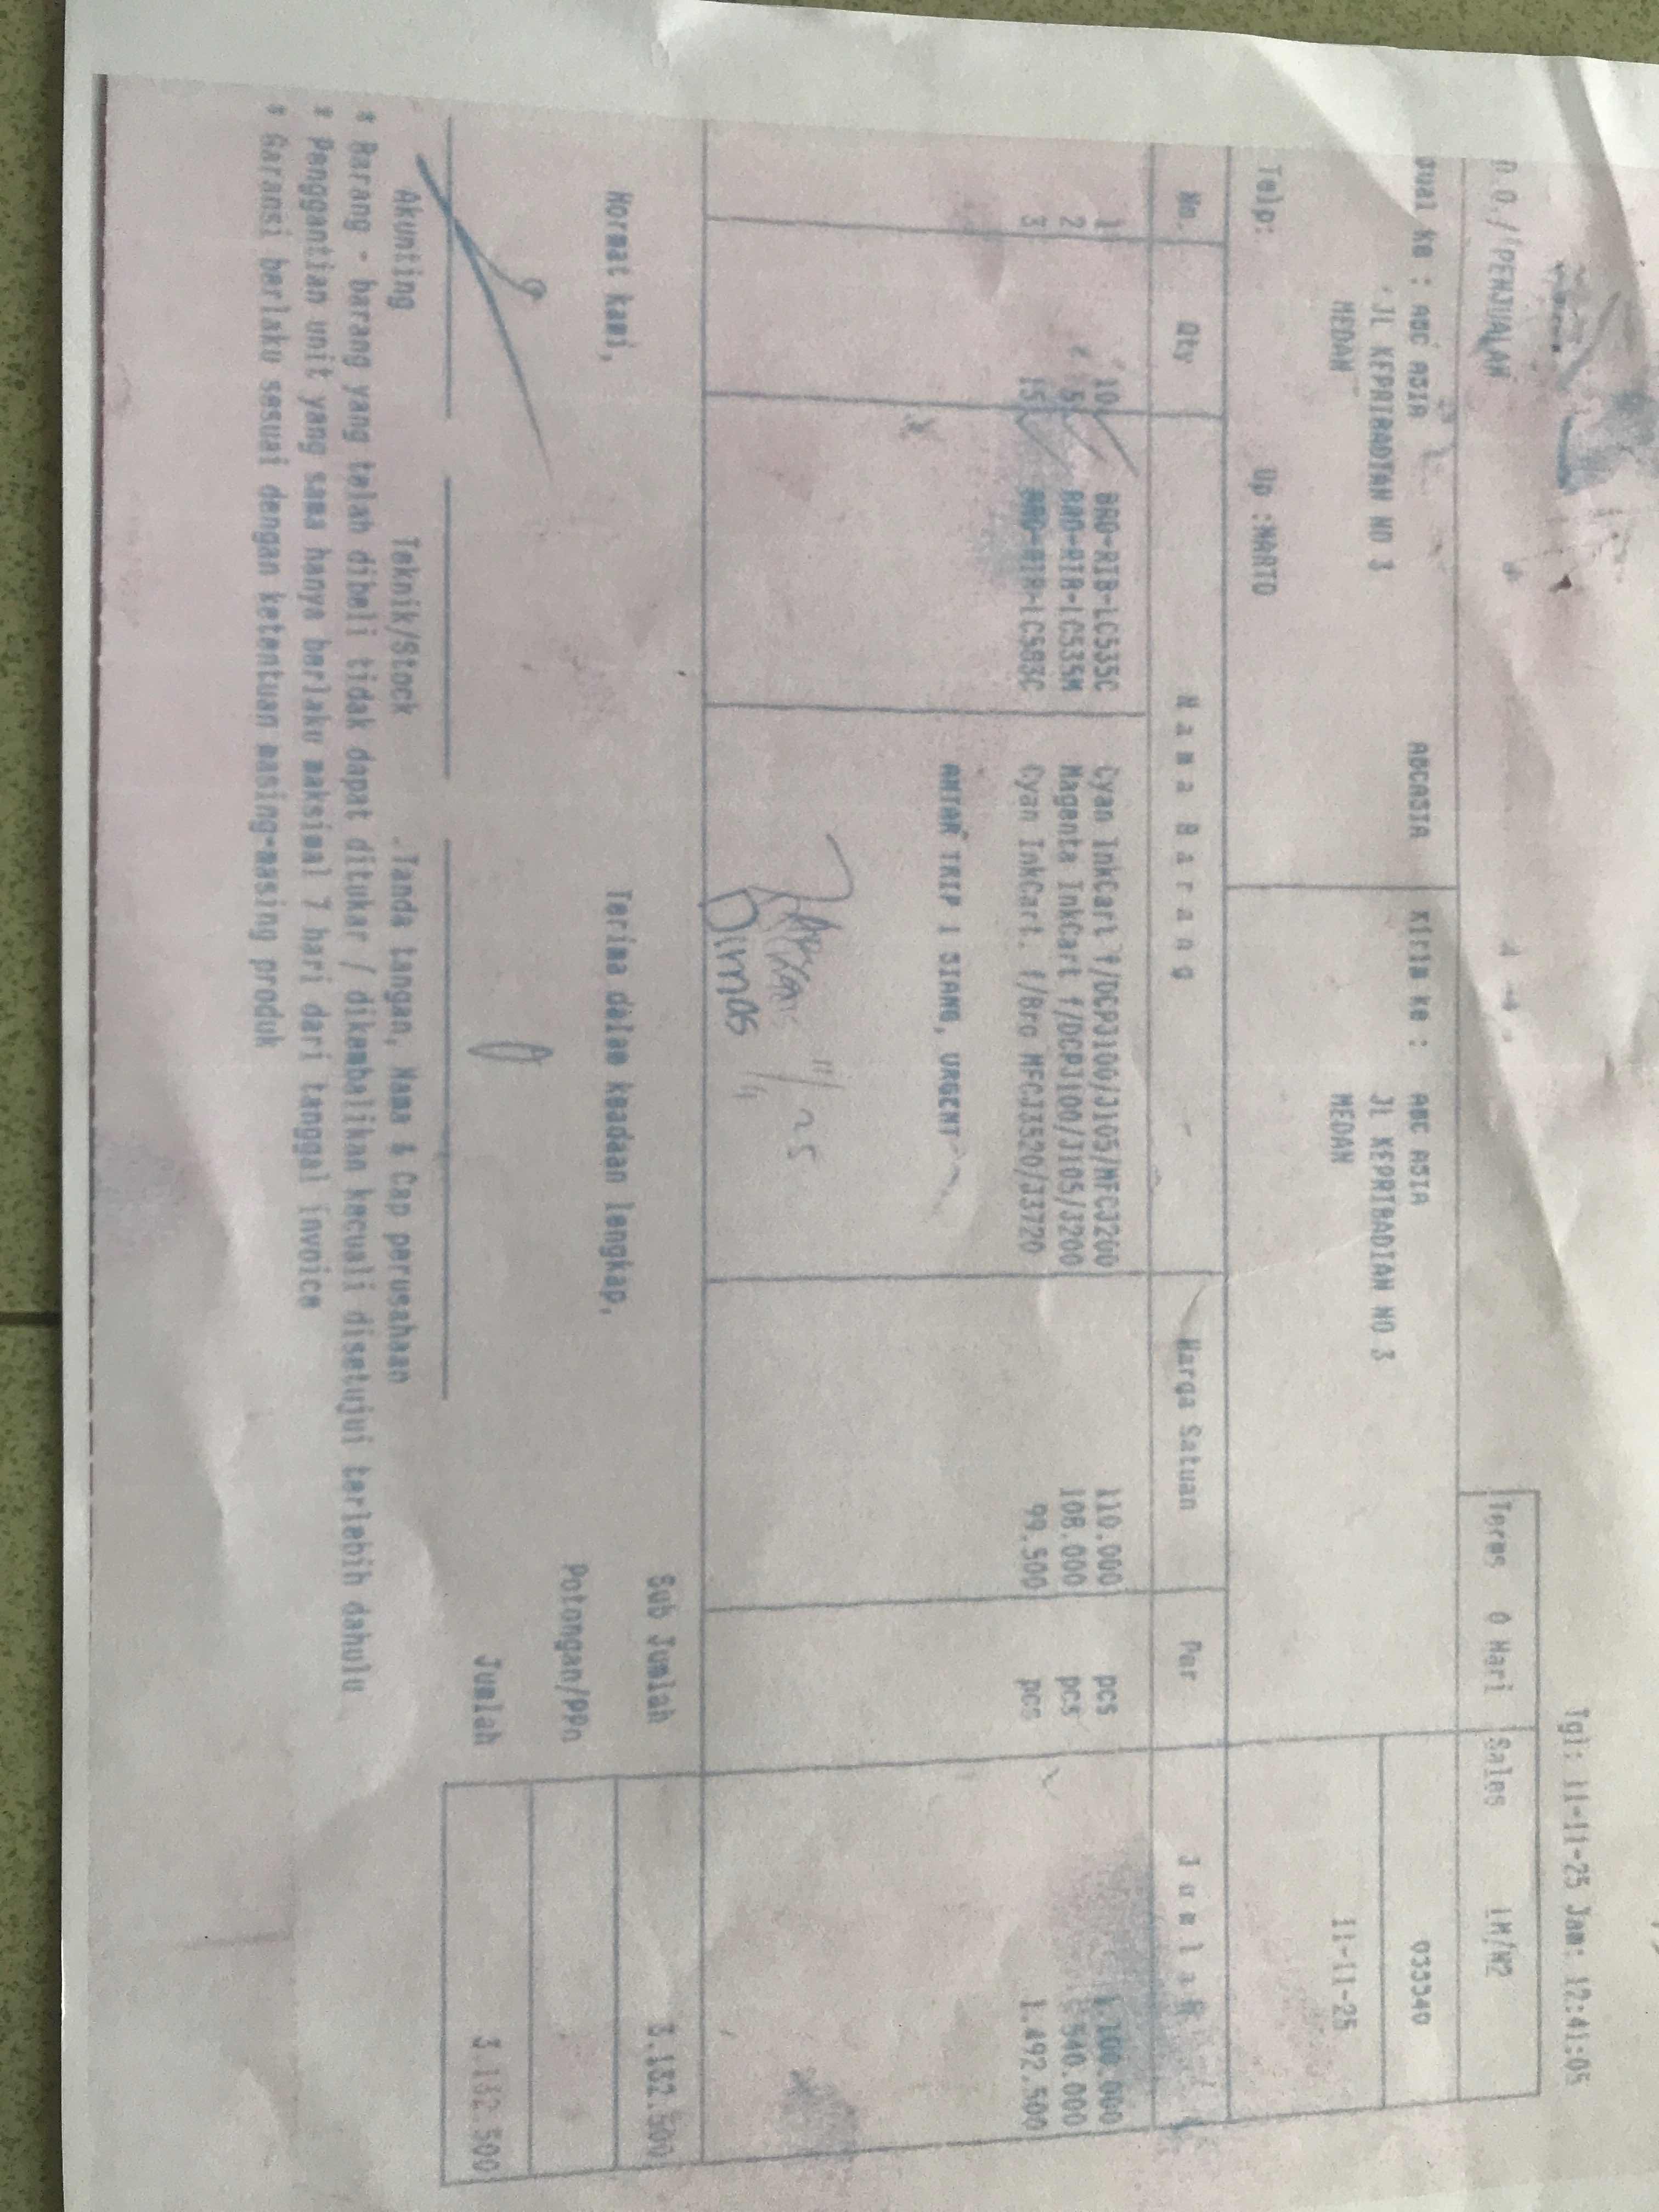 Tgl: 11-11-25 Jam: 12:41:05
D.O./PENJUALAN
Terms 0 Hari Sales LM/W2
Jual ke : ABC ASIA ABCASIA
JL KEPRIBADIAN NO 3
MEDAN
Telp: Up :NARTO
Kirim ke : ABC ASIA
JL KEPRIBADIAN NO 3
MEDAN
033340
11-11-25
No. Qty Nama Barang Harga Satuan Per Jumlah
1 10 BRO-RIB-LC535C Cyan InkCart f/DCPJ100/J105/MFCJ200 110.000 pcs 1.100.000
2 5 BRO-RIB-LC535M Magenta InkCart f/DCPJ100/J105/J200 108.000 pcs 540.000
3 15 BRO-RIB-LC583C Cyan InkCart. f/Bro MFCJ3520/J3720 99.500 pcs 1.492.500
ANTAR TRIP 1 SIANG, URGENT
11/25
Dimas 11/11
Sub Jumlah 3.132.500
Potongan/PPn
Jumlah 3.132.500
Hormat kami, Terima dalam keadaan lengkap,
Akunting Teknik/Stock Tanda tangan, Nama & Cap perusahaan
* Barang - barang yang telah dibeli tidak dapat ditukar / dikembalikan kecuali disetujui terlebih dahulu
* Penggantian unit yang sama hanya berlaku maksimal 7 hari dari tanggal invoice
* Garansi berlaku sesuai dengan ketentuan masing-masing produk